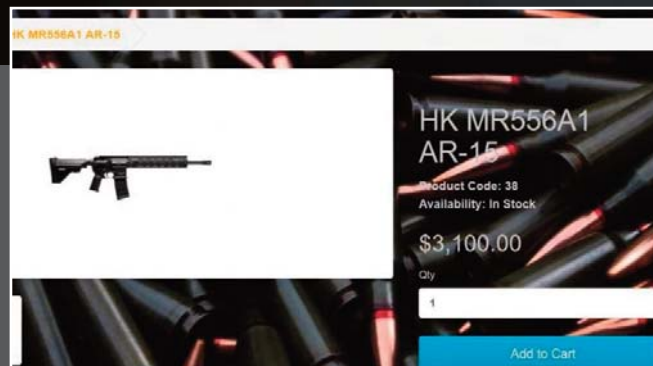 HK MR556A1 AR-15
HK MR556A1
AR-15
Product Code: 38
Availability: In Stock
$3,100.00
Qty
1
Add to Cart